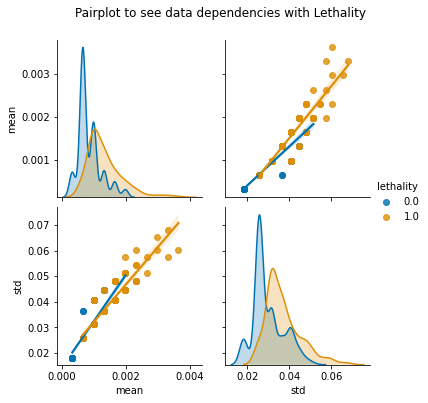 Pairplot to see data dependencies with Lethality
0.003
0.002
0.001
mean
lethality
0.0
1.0
0.07
0.06
0.05
0.04
0.03
0.02
std
0.000 0.002 0.004
0.02 0.04 0.06
mean
std